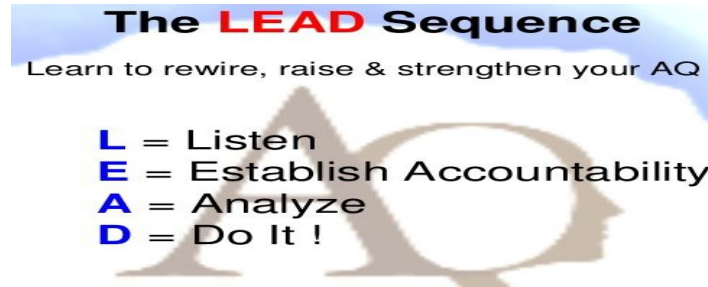 The LEAD Sequence
Learn to rewire, raise & strengthen your AQ
L = Listen
E = Establish Accountability
A = Analyze
D = Do It !
AQ